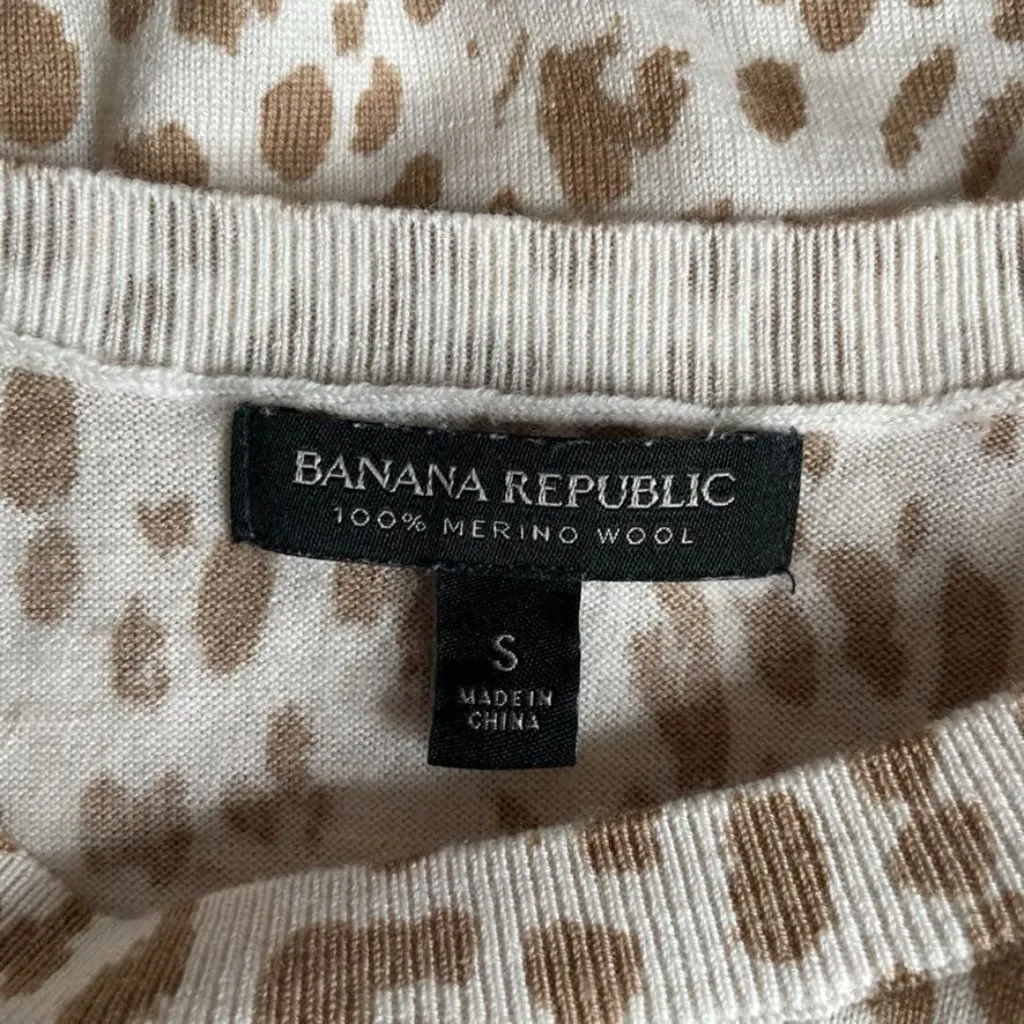 BANANA REPUBLIC
100% MERINO WOOL
S
MADE IN
CHINA